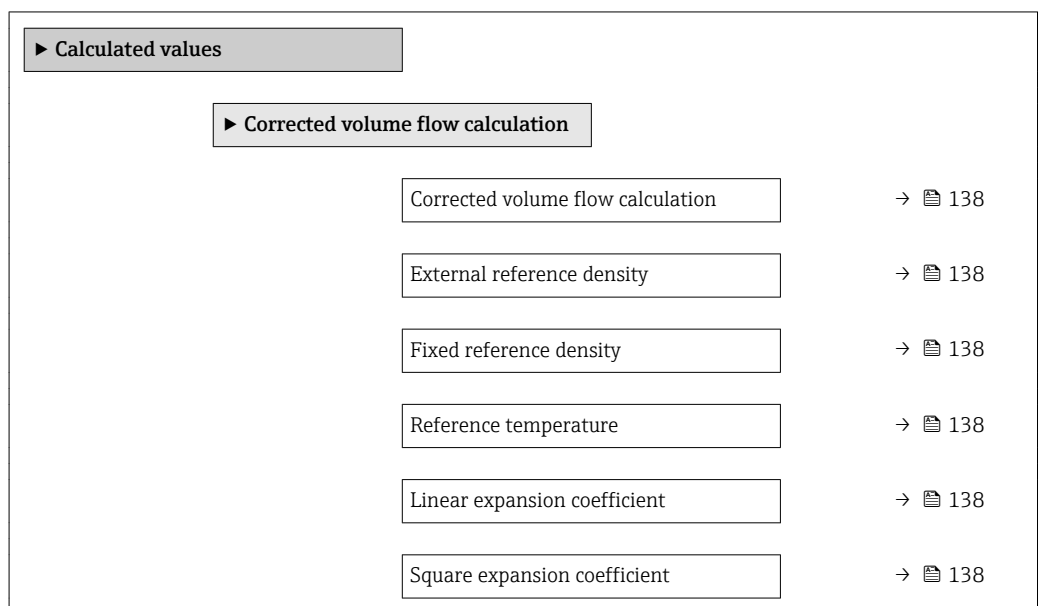 ▶ Calculated values
▶ Corrected volume flow calculation
Corrected volume flow calculation → 138
External reference density → 138
Fixed reference density → 138
Reference temperature → 138
Linear expansion coefficient → 138
Square expansion coefficient → 138